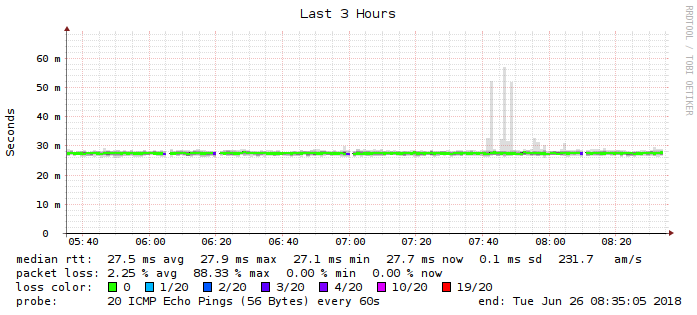 Last 3 Hours
RRDTOOL / TOBI OETIKER
Seconds
60 m
50 m
40 m
30 m
20 m
10 m
0
05:40 06:00 06:20 06:40 07:00 07:20 07:40 08:00 08:20
median rtt: 27.5 ms avg 27.9 ms max 27.1 ms min 27.7 ms now 0.1 ms sd 231.7 am/s
packet loss: 2.25 % avg 88.33 % max 0.00 % min 0.00 % now
loss color: 0 1/20 2/20 3/20 4/20 10/20 19/20
probe: 20 ICMP Echo Pings (56 Bytes) every 60s end: Tue Jun 26 08:35:05 2018